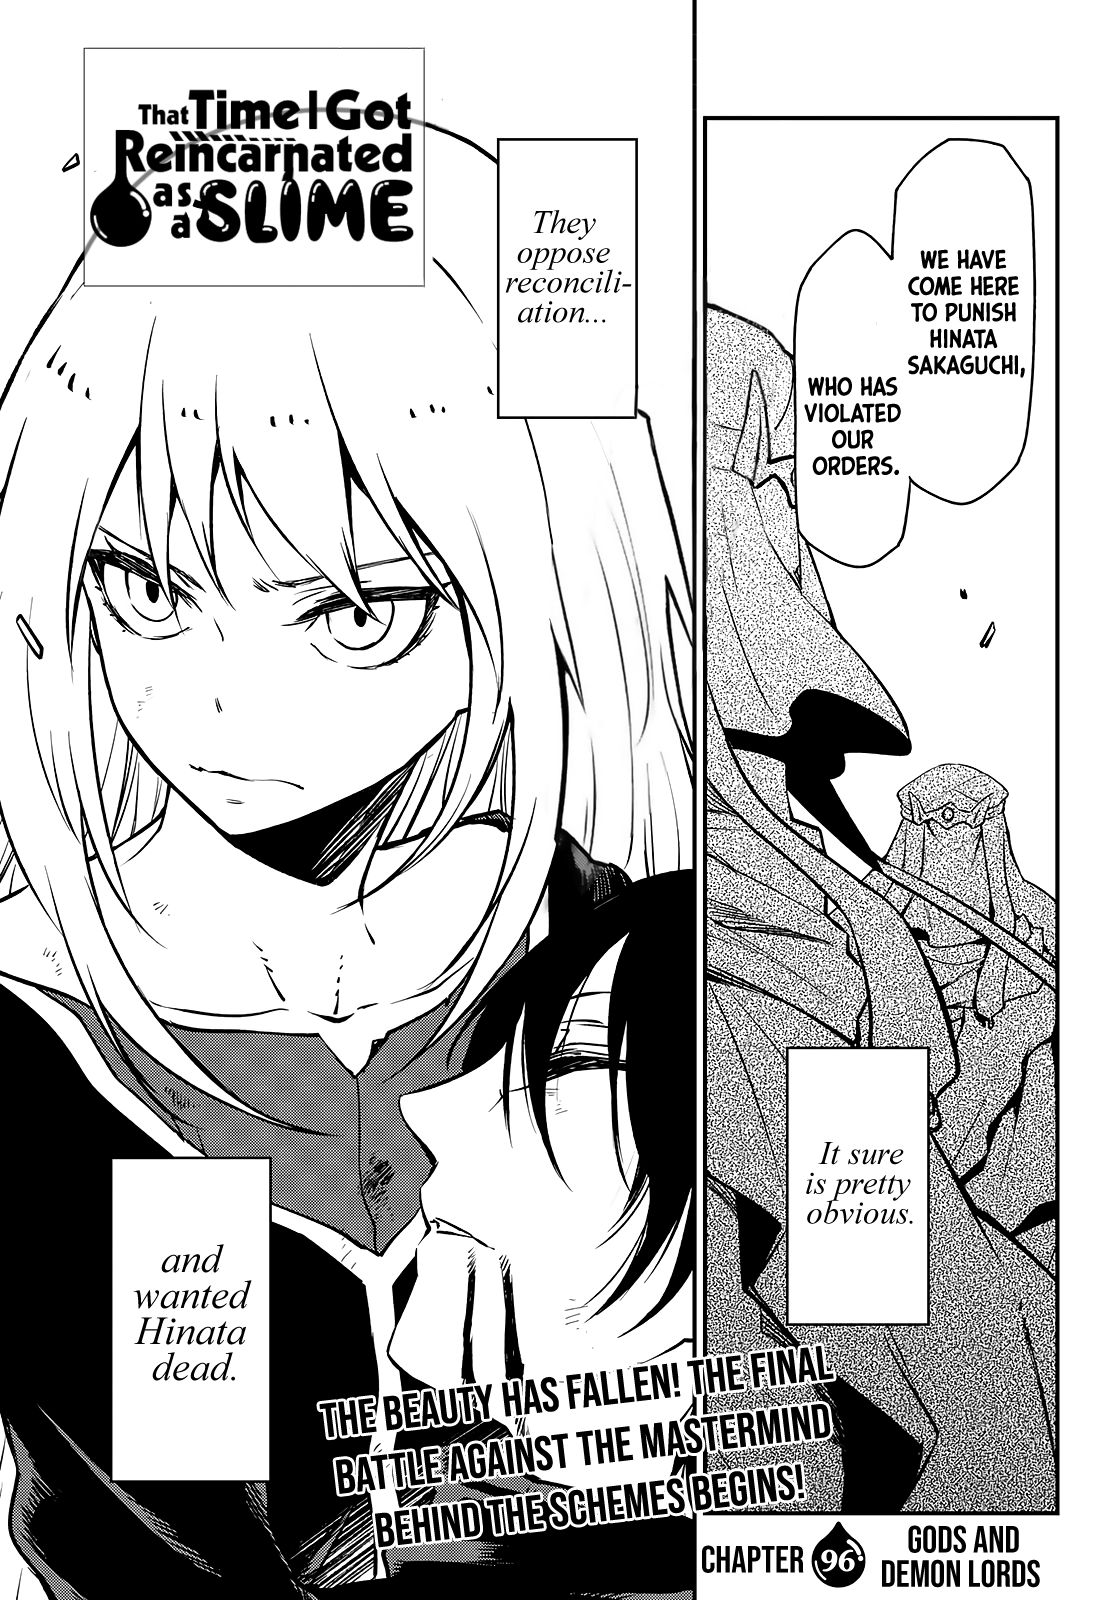 That Time I Got
Reincarnated
as
a SLIME
WE HAVE
COME HERE
TO PUNISH
HINATA
SAKAGUCHI,
WHO HAS
VIOLATED
OUR
ORDERS.
It sure
is pretty
obvious.
They
oppose
reconcili-
ation...
and
wanted
Hinata
dead.
THE BEAUTY HAS FALLEN! THE FINAL
BATTLE AGAINST THE MASTERMIND
BEHIND THE SCHEMES BEGINS!
CHAPTER 96
GODS AND
DEMON LORDS